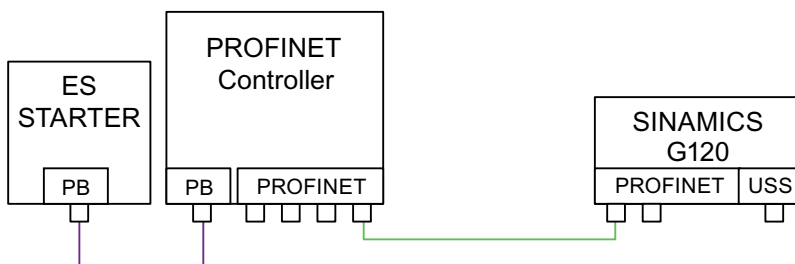 ES
STARTER
PB
PROFINET
Controller
PB
PROFINET
SINAMICS
G120
PROFINET
USS